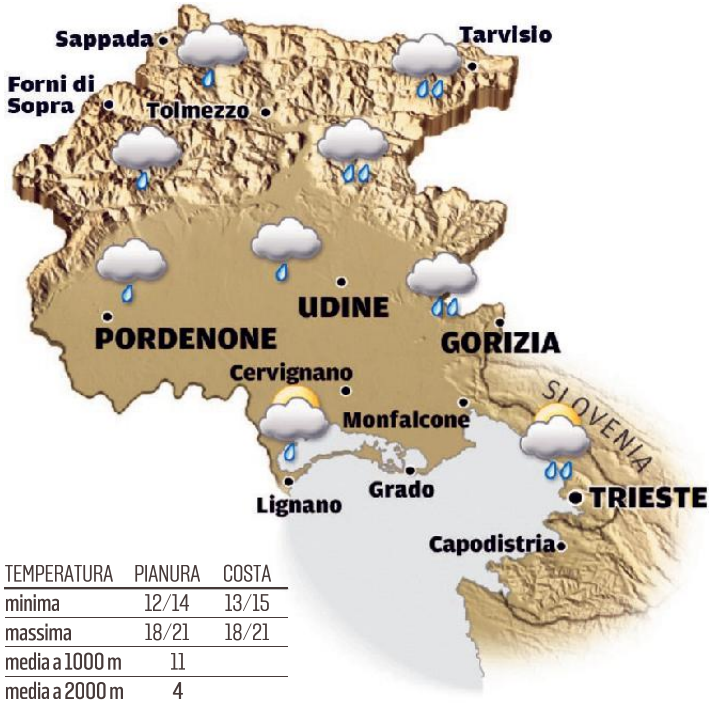 Sappada
Tarvisio
Forni di
Sopra
Tolmezzo
UDINE
PORDENONE
GORIZIA
Cervignano
SLOVENIA
Monfalcone
Grado
Lignano
TRIESTE
Capodistria
TEMPERATURA PIANURA COSTA
minima 12/14 13/15
massima 18/21 18/21
media a 1000 m 11
media a 2000 m 4